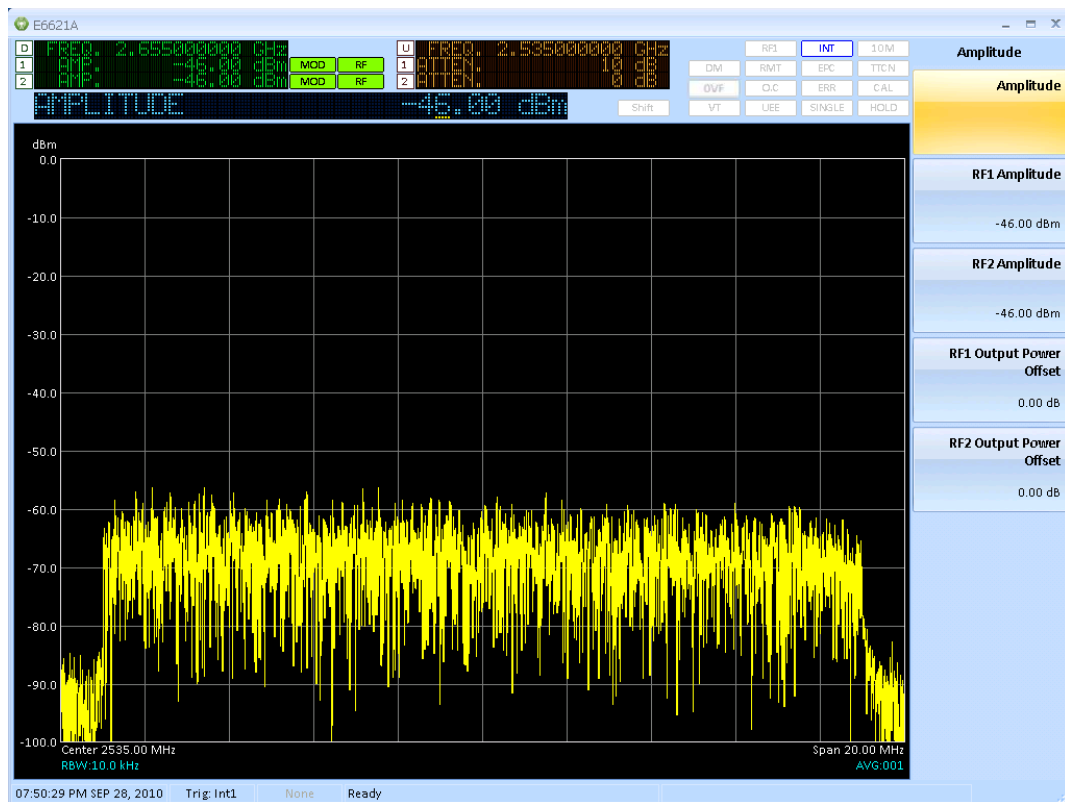 E6621A
D FREQ. 2.655000000 GHz
1 AMP. -46.00 dBm MOD RF
2 AMP. -46.00 dBm MOD RF
U FREQ. 2.535000000 GHz
1 ATTEN. 10 dB
2 ATTEN. 0 dB
AMPLITUDE -46.00 dBm
Shift
RF1 INT 10M
DM RMT EPC TTCN
OVF O.C ERR CAL
VT UEE SINGLE HOLD
Amplitude
Amplitude
RF1 Amplitude
-46.00 dBm
RF2 Amplitude
-46.00 dBm
RF1 Output Power
Offset
0.00 dB
RF2 Output Power
Offset
0.00 dB
dBm
0.0
-10.0
-20.0
-30.0
-40.0
-50.0
-60.0
-70.0
-80.0
-90.0
-100.0
Center 2535.00 MHz
Span 20.00 MHz
RBW:10.0 kHz
AVG:001
07:50:29 PM SEP 28, 2010 Trig: Int1 None Ready